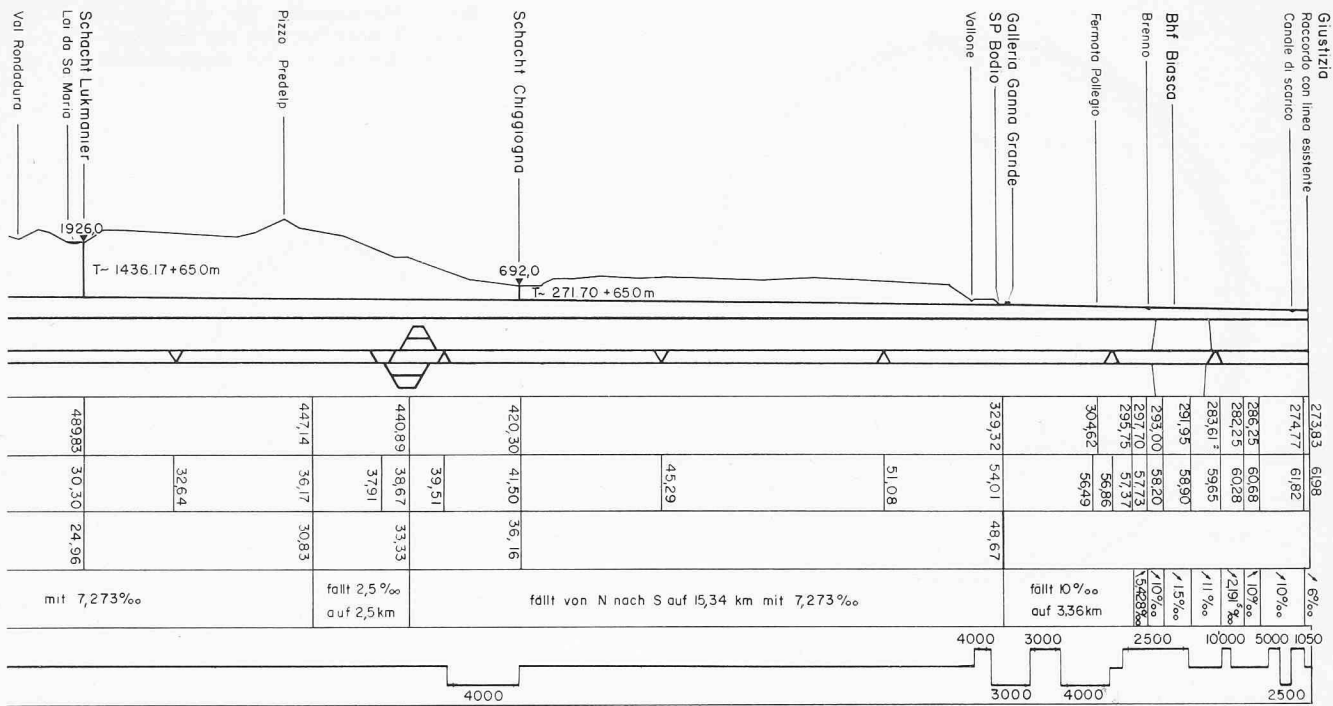 Val Rondadura
Lai da Sa Maria
Schacht Lukmanier
Pizzo Predelp
Schacht Chiggiogna
Vallone
SP Bodio
Galleria Ganna Grande
Fermata Pollegio
Brenno
Bhf Biasca
Canale di scarico
Raccordo con linea esistente
Giustizia
1926,0
T~ 1436.17+650m
692,0
T~ 271.70+650m
489,83
447,14
440,89
420,30
329,32
304,62
295,75
297,70
293,00
291,95
283,61²
282,25
286,25
274,77
273,83
30,30
32,64
36,17
37,91
38,67
39,51
41,50
45,29
51,08
54,01
56,49
56,86
57,37
57,73
58,20
58,90
59,65
60,28
60,68
61,82
61,98
24,96
30,83
33,33
36,16
48,67
mit 7,273‰
fällt 2,5‰
auf 2,5km
fällt von N nach S auf 15,34 km mit 7,273‰
fällt 10‰
auf 3,36km
5,428‰
10‰
15‰
11‰
10‰
10‰
6‰
4000
4000
3000
3000
4000
2500
10'000
5000
2500
1050